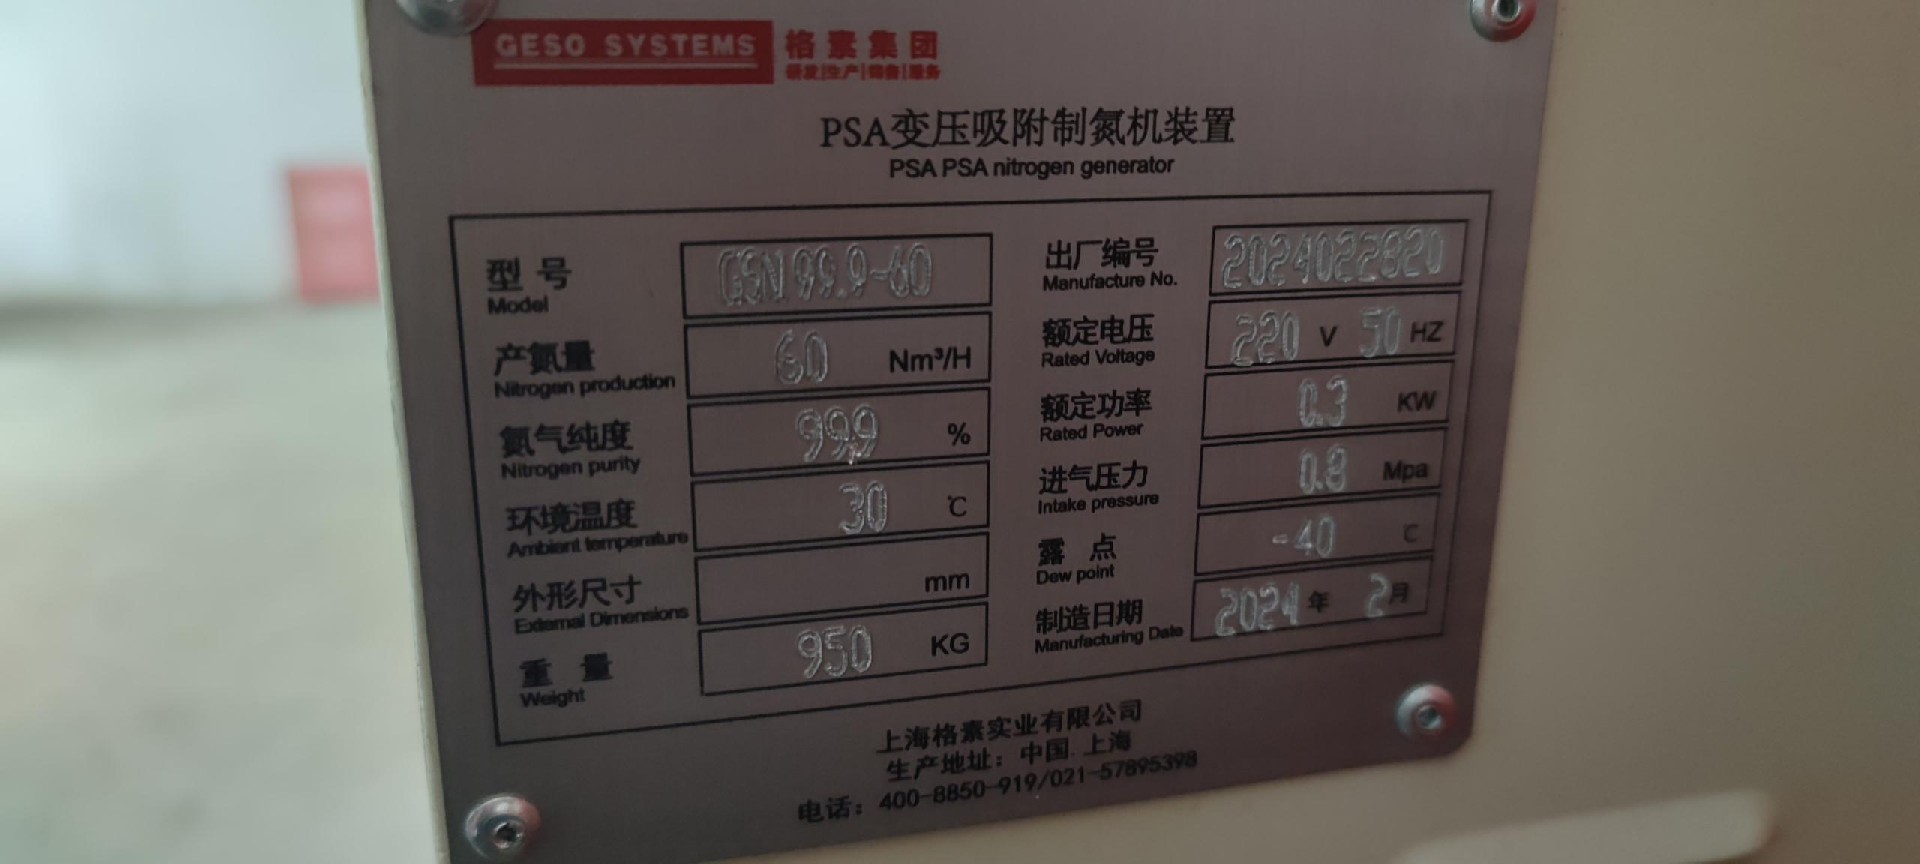 GESO SYSTEMS 格素集团
研发|生产|销售|服务
PSA变压吸附制氮机装置
PSA PSA nitrogen generator
型 号 GSN99.9-60
Model
产氮量 60 Nm³/H
Nitrogen production
氮气纯度 99.9 %
Nitrogen purity
环境温度 30 ℃
Ambient temperature
外形尺寸 mm
External Dimensions
重 量 950 KG
Weight
出厂编号 2024022820
Manufacture No.
额定电压 220 V 50 HZ
Rated Voltage
额定功率 0.3 KW
Rated Power
进气压力 0.8 Mpa
Intake pressure
露 点 -40 ℃
Dew point
制造日期 2024 年 2 月
Manufacturing Date
上海格素实业有限公司
生产地址：中国.上海
电话：400-8850-919/021-57895398